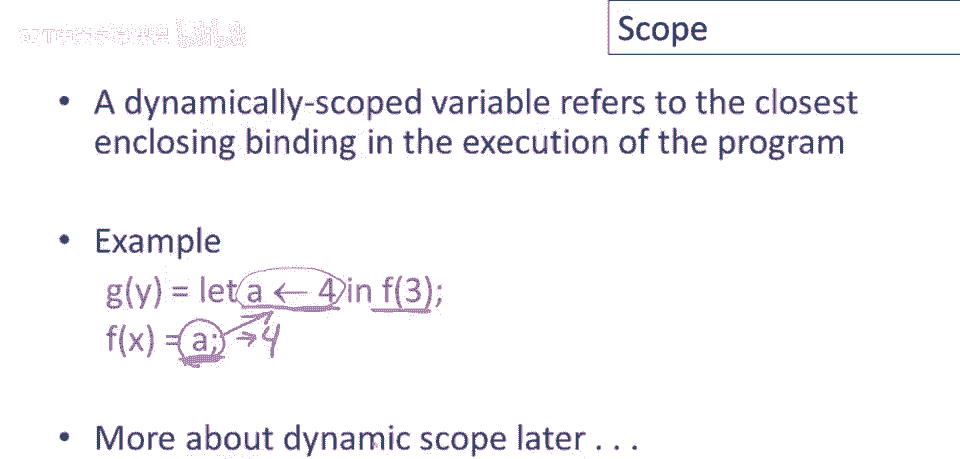 Scope
• A dynamically-scoped variable refers to the closest
enclosing binding in the execution of the program
• Example
g(y) = let a ← 4 in f(3);
f(x) = a; → 4
• More about dynamic scope later . . .